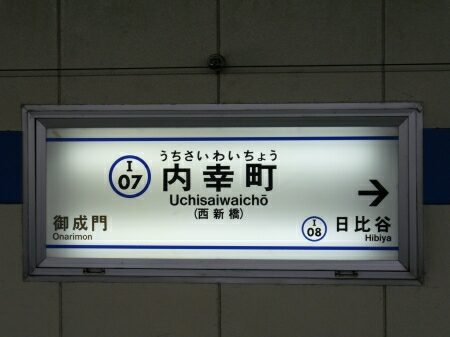 うちさいわいちょう
I
07
内幸町
Uchisaiwaichō
(西新橋)
御成門
Onarimon
I
08
日比谷
Hibiya